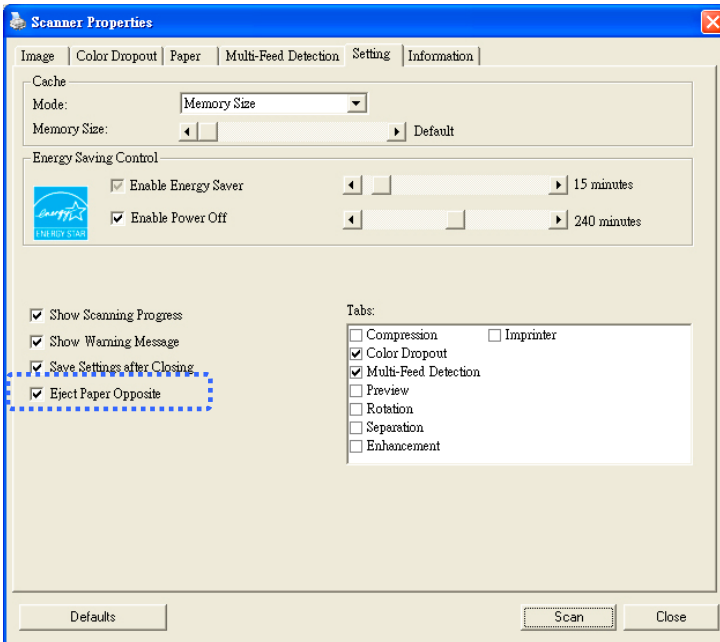 Scanner Properties
Image Color Dropout Paper Multi-Feed Detection Setting Information
Cache
Mode: Memory Size
Memory Size: Default
Energy Saving Control
Enable Energy Saver 15 minutes
Enable Power Off 240 minutes
energy
ENERGY STAR
Show Scanning Progress
Show Warning Message
Save Settings after Closing
Eject Paper Opposite
Tabs:
Compression Imprinter
Color Dropout
Multi-Feed Detection
Preview
Rotation
Separation
Enhancement
Defaults Scan Close